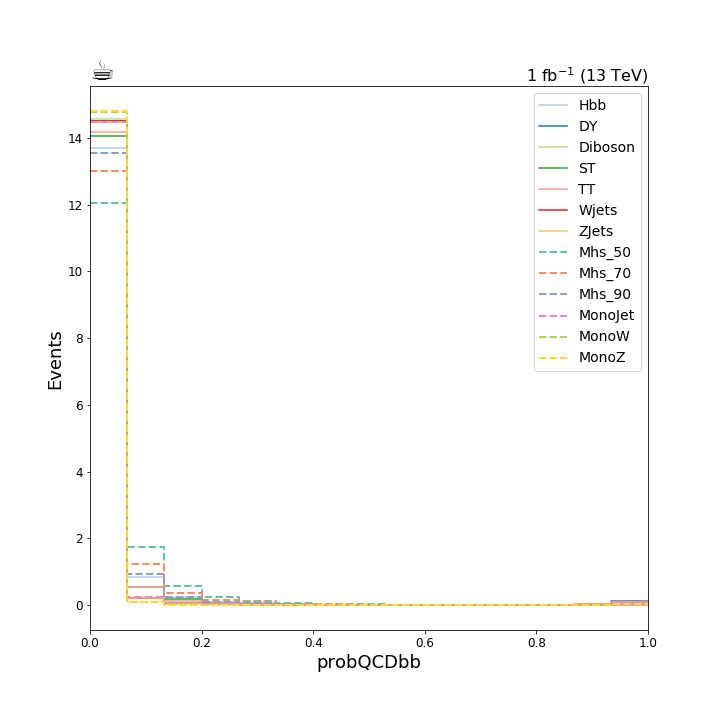 ☕
1 fb⁻¹ (13 TeV)
Hbb
DY
Diboson
ST
TT
Wjets
ZJets
Mhs_50
Mhs_70
Mhs_90
MonoJet
MonoW
MonoZ
Events
14
12
10
8
6
4
2
0
0.0 0.2 0.4 0.6 0.8 1.0
probQCDbb